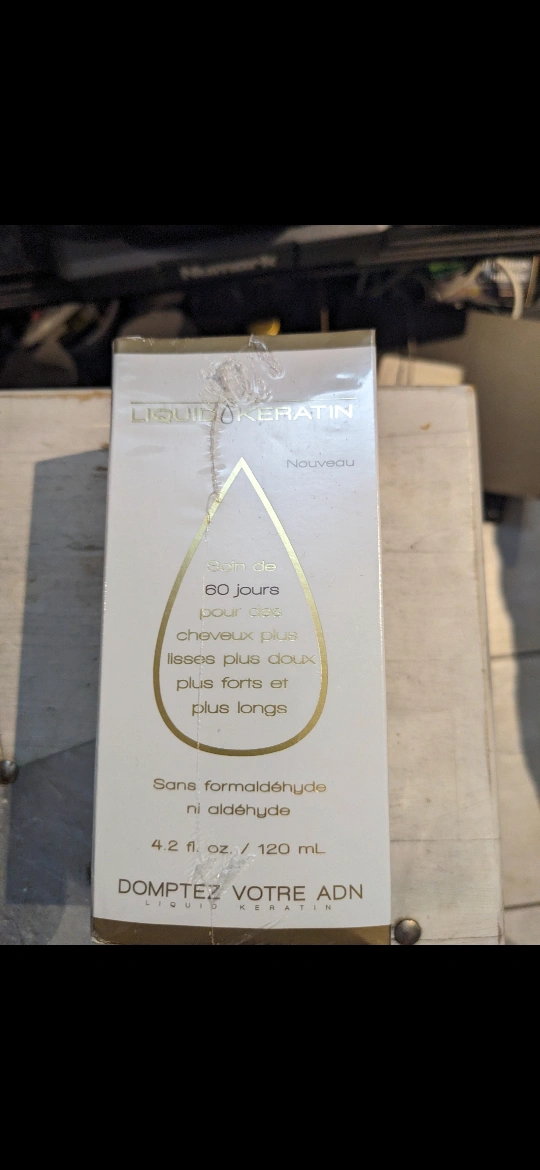 Numark
LIQUID KERATIN
Nouveau
Soin de
60 jours
pour des
cheveux plus
lisses plus doux
plus forts et
plus longs
Sans formaldéhyde
ni aldéhyde
4.2 fl. oz. / 120 mL
DOMPTEZ VOTRE ADN
LIQUID KERATIN